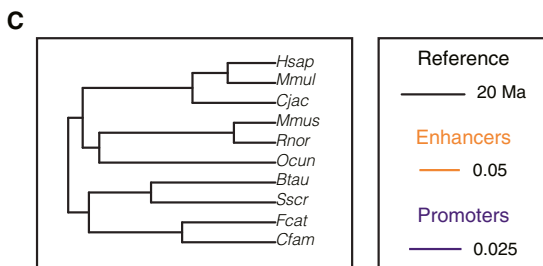 C
Hsap
Mmul
Cjac
Mmus
Rnor
Ocun
Btau
Sscr
Fcat
Cfam
Reference
20 Ma
Enhancers
0.05
Promoters
0.025